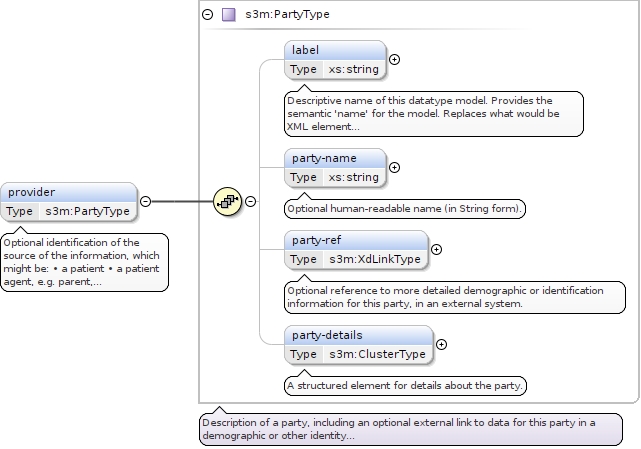 s3m:PartyType
label
Type xs:string
Descriptive name of this datatype model. Provides the
semantic 'name' for the model. Replaces what would be
XML element...
party-name
Type xs:string
Optional human-readable name (in String form).
provider
Type s3m:PartyType
Optional identification of the
source of the information, which
might be: • a patient • a patient
agent, e.g. parent,...
party-ref
Type s3m:XdLinkType
Optional reference to more detailed demographic or identification
information for this party, in an external system.
party-details
Type s3m:ClusterType
A structured element for details about the party.
Description of a party, including an optional external link to data for this party in a
demographic or other identity...